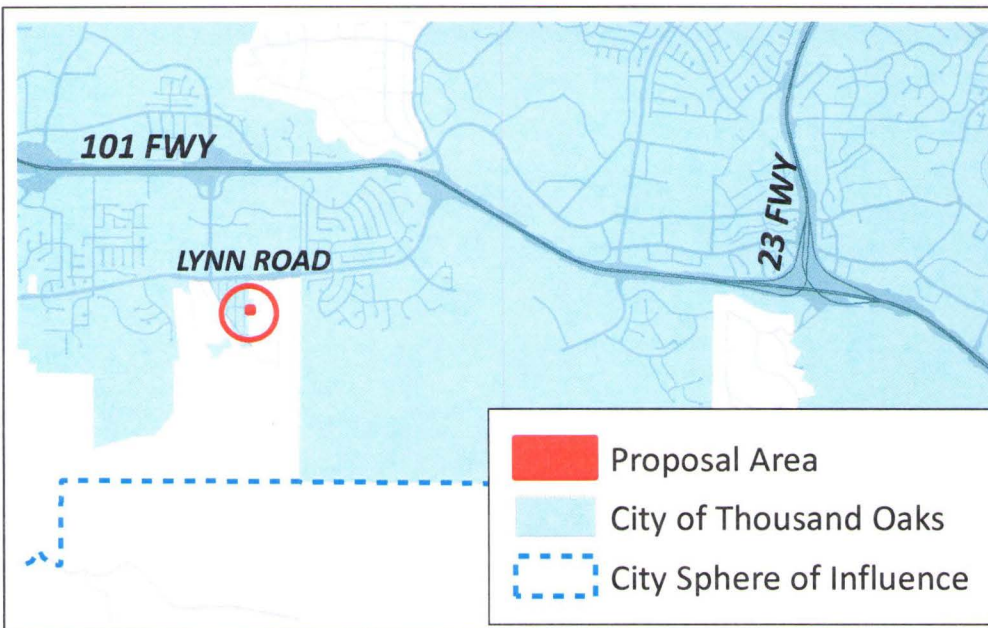 101 FWY
23 FWY
LYNN ROAD
Proposal Area
City of Thousand Oaks
City Sphere of Influence